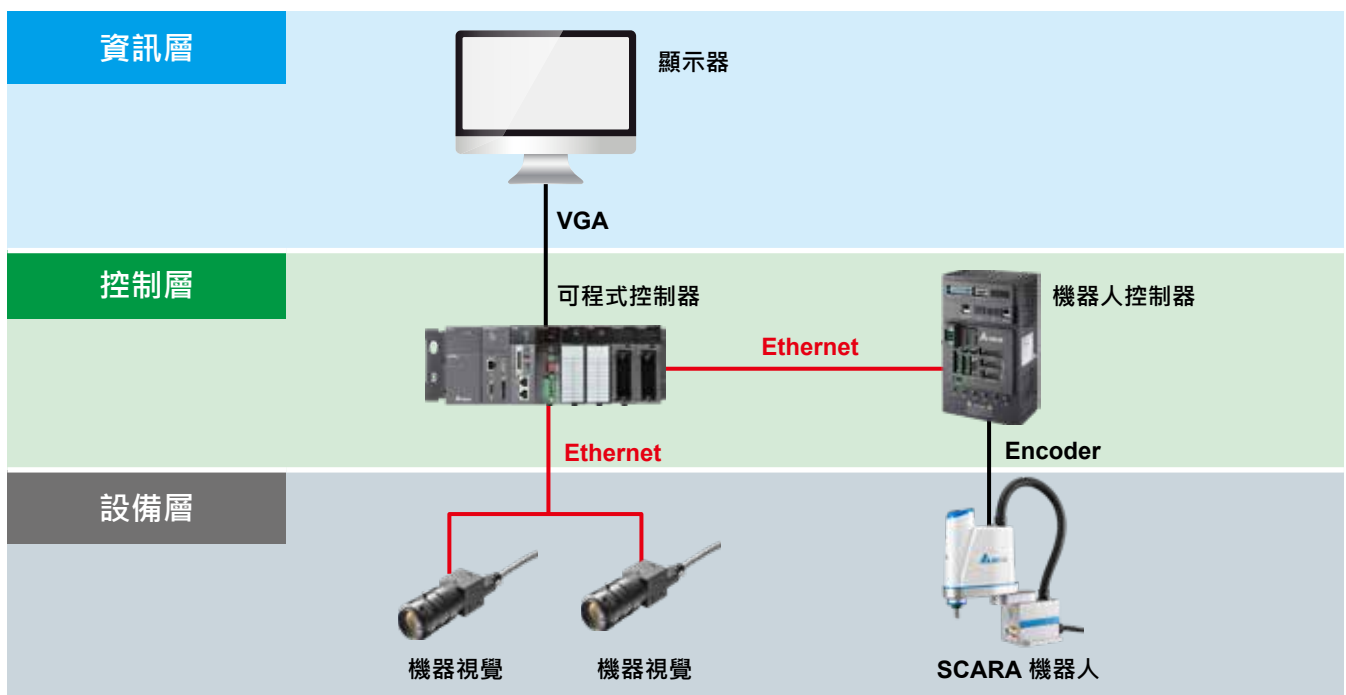 資訊層
顯示器
VGA
控制層
可程式控制器
機器人控制器
Ethernet
Ethernet
Encoder
設備層
機器視覺
機器視覺
SCARA 機器人